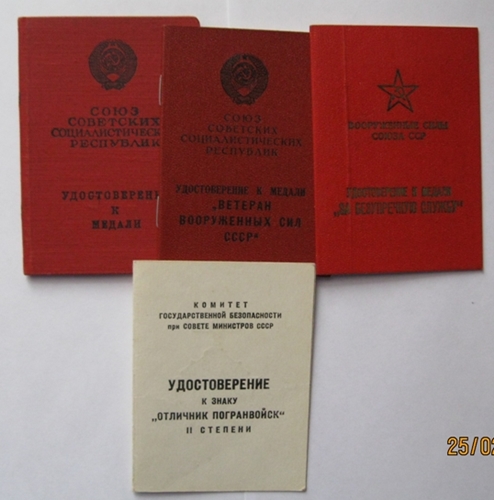 СОЮЗ
СОВЕТСКИХ
СОЦИАЛИСТИЧЕСК
РЕСПУБЛИК
УДОСТОВЕРЕНИ
К
МЕДАЛИ
СОЮЗ
СОВЕТСКИХ
СОЦИАЛИСТИЧЕСКИХ
РЕСПУБЛИК
УДОСТОВЕРЕНИЕ К МЕДАЛИ
„ВЕТЕРАН
ВООРУЖЕННЫХ СИЛ
СССР“
ВООРУЖЕННЫЕ СИЛЫ
СОЮЗА ССР
УДОСТОВЕРЕНИЕ К МЕДАЛИ
„ЗА БЕЗУПРЕЧНУЮ СЛУЖБУ“
КОМИТЕТ
ГОСУДАРСТВЕННОЙ БЕЗОПАСНОСТИ
при СОВЕТЕ МИНИСТРОВ СССР
УДОСТОВЕРЕНИЕ
К ЗНАКУ
„ОТЛИЧНИК ПОГРАНВОЙСК“
II СТЕПЕНИ
25/02